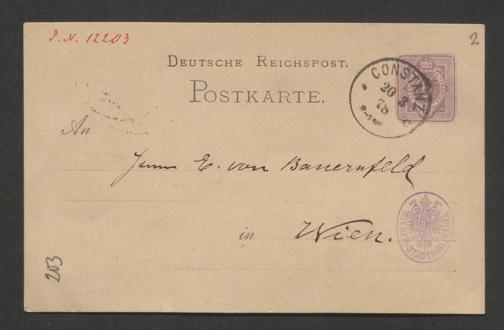 I. N. 12203
2
DEUTSCHE REICHSPOST.
POSTKARTE.
CONSTANZ
20 3
78
An
Herrn E. von Bauernfeld
in Wien.
203